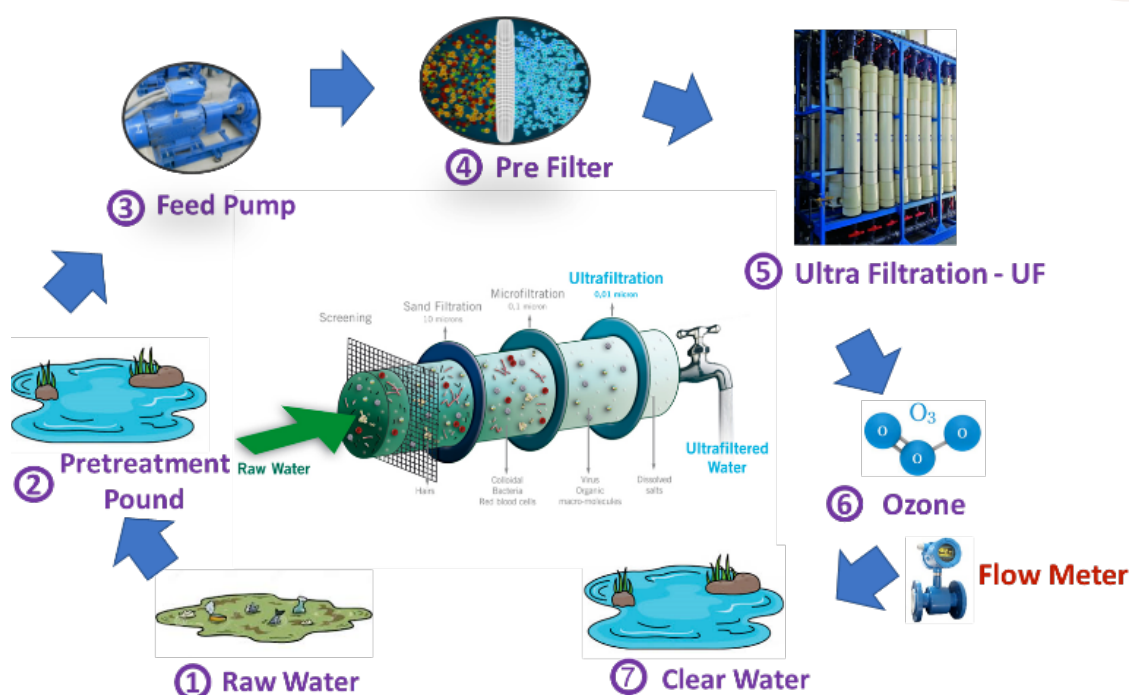 ④ Pre Filter
③ Feed Pump
⑤ Ultra Filtration - UF
Ultrafiltration
0,01 micron
Microfiltration
0,1 micron
Sand Filtration
10 microns
Screening
O₃
O
O
O
② Pretreatment
Pound
Raw Water
Ultrafiltered
Water
Hairs
Colloidal
Bacteria
Red blood cells
Virus
Organic
macro-molecules
Dissolved
salts
⑥ Ozone
Flow Meter
① Raw Water
⑦ Clear Water